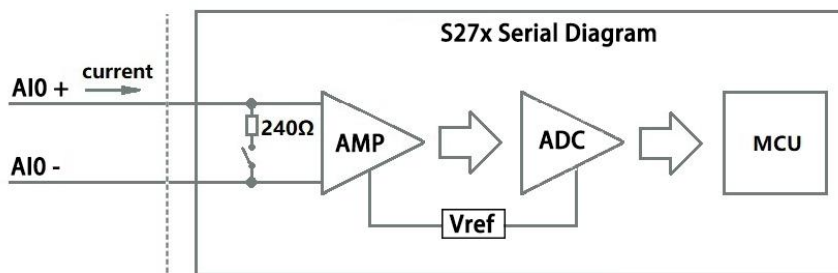 S27x Serial Diagram
current
AI0 +
240Ω
AMP
ADC
MCU
AI0 -
Vref